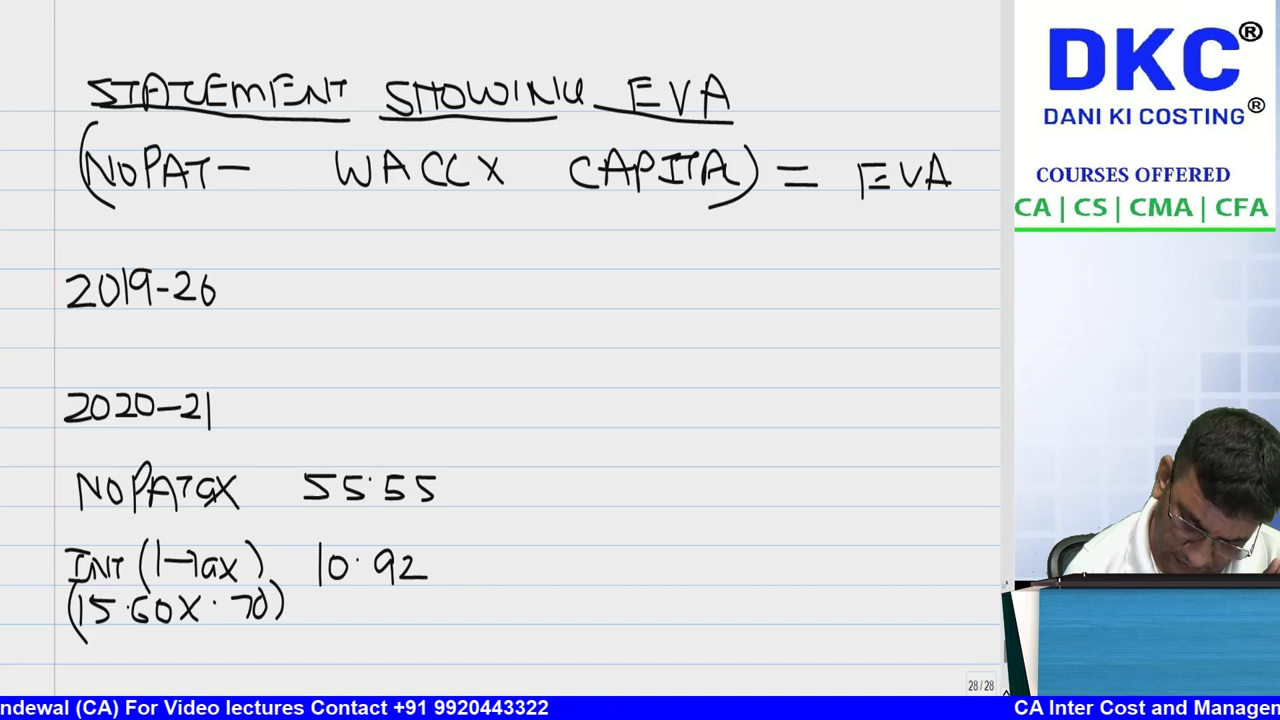 STATEMENT SHOWING EVA
(NOPAT - WACC X CAPITAL) = EVA
2019-20
2020-21
NOPATax 55.55
INT (1-Tax) 10.92
(15.60X.70)
28/28
DKC®
DANI KI COSTING®
COURSES OFFERED
CA | CS | CMA | CFA
ndewal (CA) For Video lectures Contact +91 9920443322
CA Inter Cost and Managen